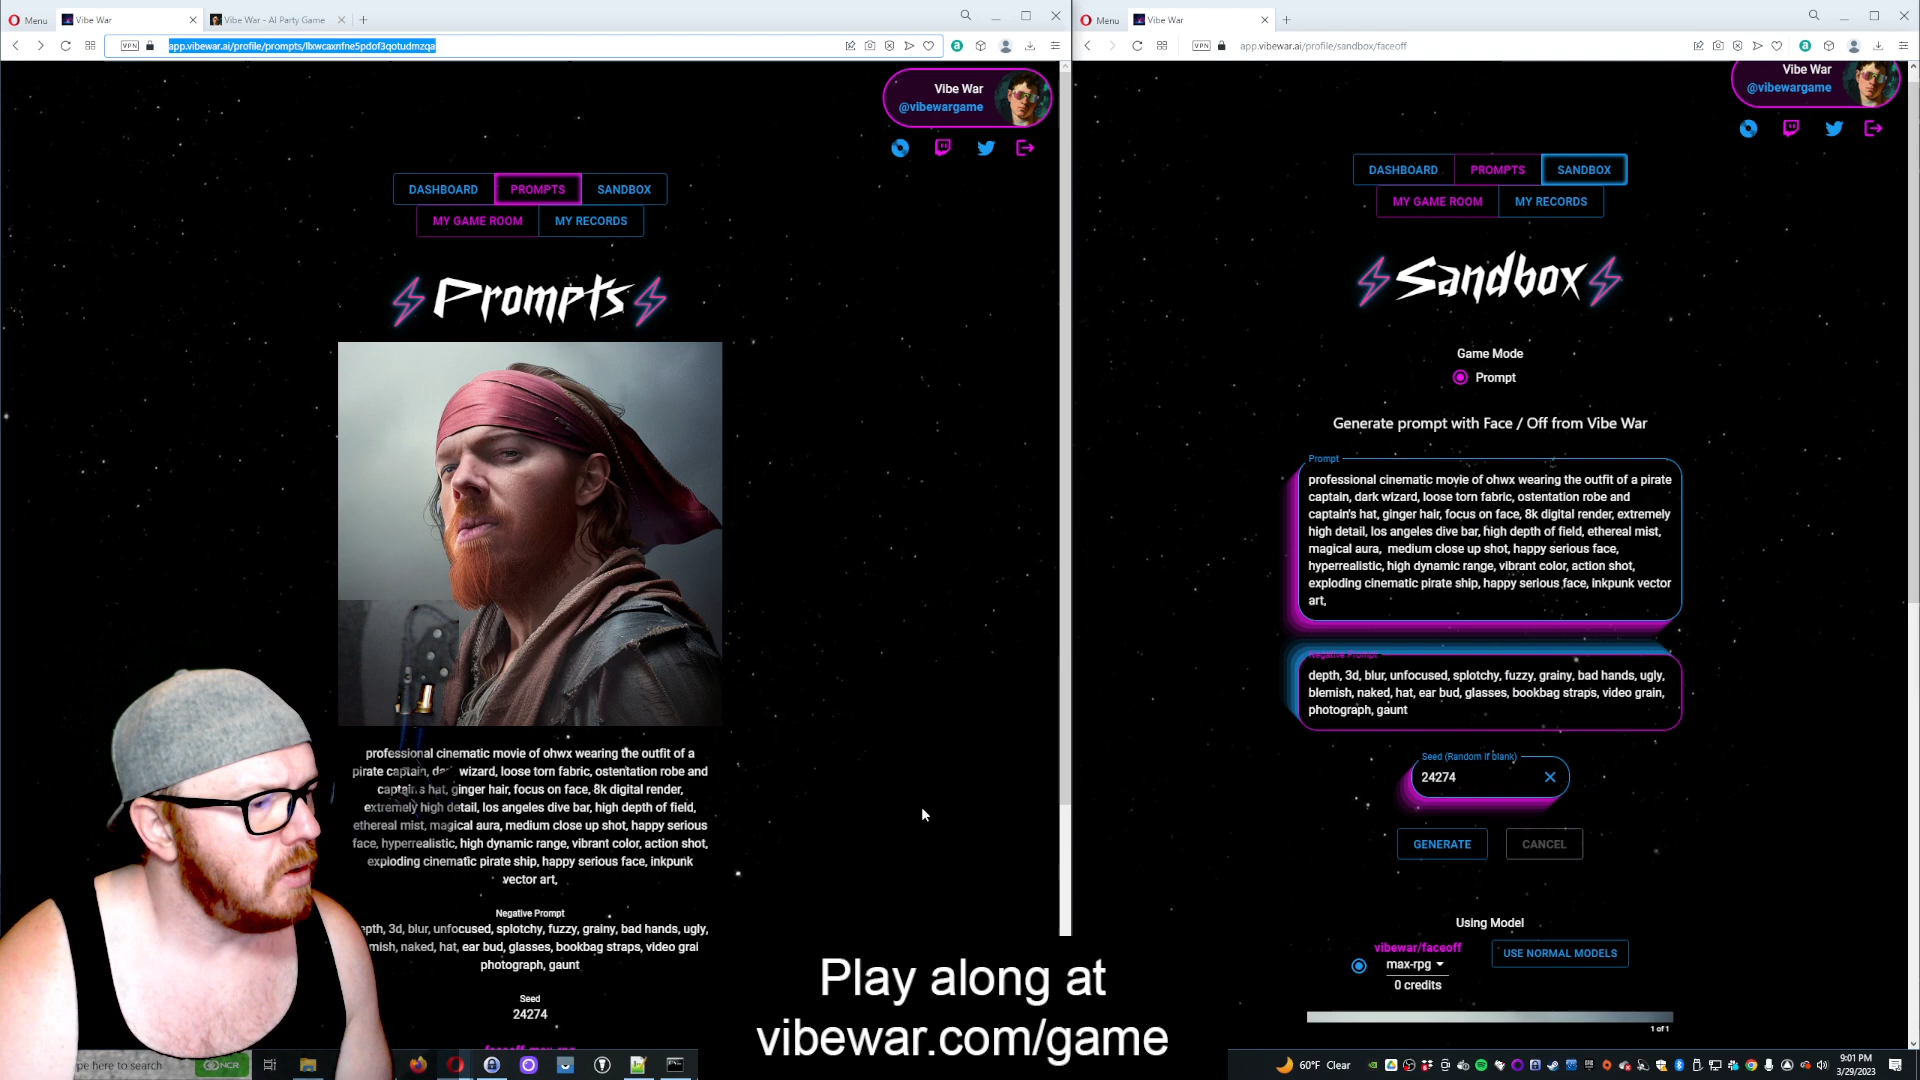 Menu
Vibe War
Vibe War - AI Party Game
VPN
app.vibewar.ai/profile/prompts/llxwcaxnfne5pdof3qotudmzqa
Vibe War
@vibewargame
DASHBOARD
PROMPTS
SANDBOX
MY GAME ROOM
MY RECORDS
Prompts
professional cinematic movie of ohwx wearing the outfit of a
pirate captain, dark wizard, loose torn fabric, ostentation robe and
captain's hat, ginger hair, focus on face, 8k digital render,
extremely high detail, los angeles dive bar, high depth of field,
ethereal mist, magical aura, medium close up shot, happy serious
face, hyperrealistic, high dynamic range, vibrant color, action shot,
exploding cinematic pirate ship, happy serious face, inkpunk
vector art,
Negative Prompt
pth, 3d, blur, unfocused, splotchy, fuzzy, grainy, bad hands, ugly,
mish, naked, hat, ear bud, glasses, bookbag straps, video grai
photograph, gaunt
Seed
24274
Menu
Vibe War
VPN
app.vibewar.ai/profile/sandbox/faceoff
Vibe War
@vibewargame
DASHBOARD
PROMPTS
SANDBOX
MY GAME ROOM
MY RECORDS
Sandbox
Game Mode
Prompt
Generate prompt with Face / Off from Vibe War
Prompt
professional cinematic movie of ohwx wearing the outfit of a pirate
captain, dark wizard, loose torn fabric, ostentation robe and
captain's hat, ginger hair, focus on face, 8k digital render, extremely
high detail, los angeles dive bar, high depth of field, ethereal mist,
magical aura, medium close up shot, happy serious face,
hyperrealistic, high dynamic range, vibrant color, action shot,
exploding cinematic pirate ship, happy serious face, inkpunk vector
art,
Negative Prompt
depth, 3d, blur, unfocused, splotchy, fuzzy, grainy, bad hands, ugly,
blemish, naked, hat, ear bud, glasses, bookbag straps, video grain,
photograph, gaunt
Seed (Random if blank)
24274
GENERATE
CANCEL
Using Model
vibewar/faceoff
max-rpg
0 credits
USE NORMAL MODELS
1 of 1
Play along at
vibewar.com/game
pe here to search
NCR
60°F Clear
9:01 PM
3/29/2023